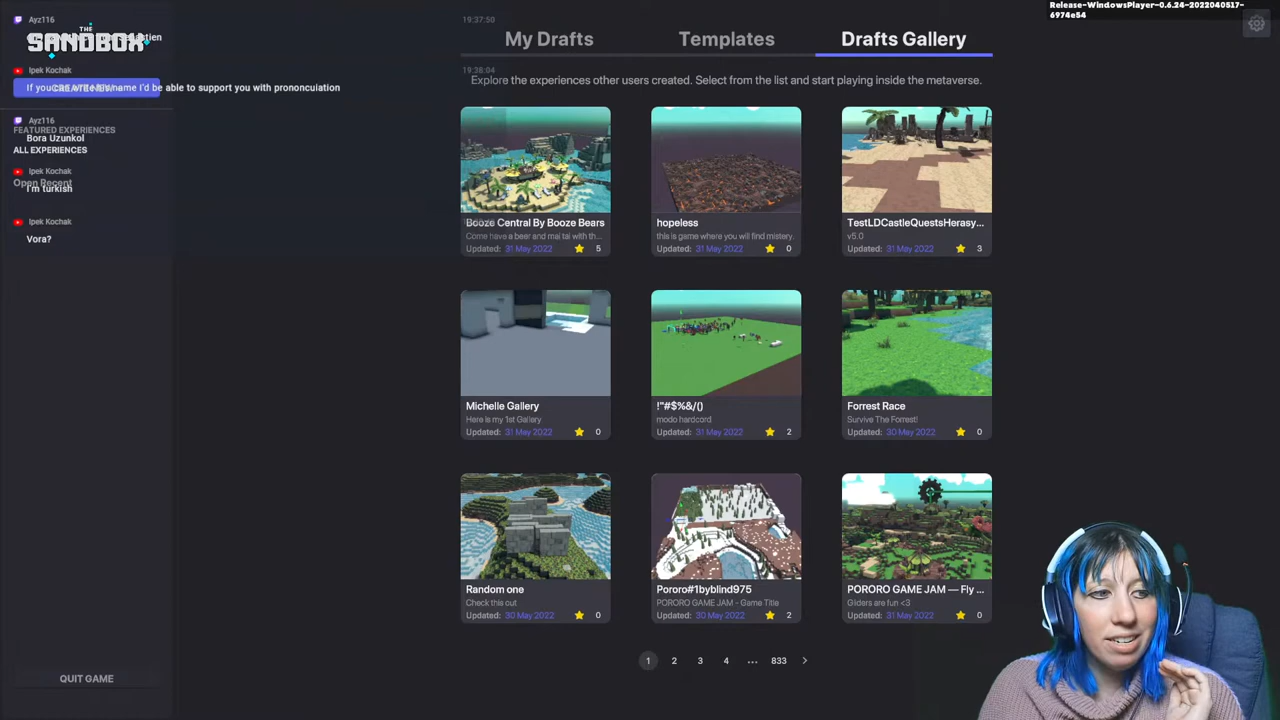 Release-WindowsPlayer-0.6.24-2022040517-
6974e54
Ayz116
THE
SANDBOX
Ipek Kochak
If you can write his name I'd be able to support you with prononcuiation
CREATE NEW
Ayz116
FEATURED EXPERIENCES
Bora Uzunkol
ALL EXPERIENCES
Ipek Kochak
Open Recent
I'm turkish
Ipek Kochak
Vora?
QUIT GAME
19:37:50
My Drafts
Templates
Drafts Gallery
19:38:04
Explore the experiences other users created. Select from the list and start playing inside the metaverse.
Booze Central By Booze Bears
Come have a beer and mai tai with th...
Updated: 31 May 2022 5
hopeless
this is game where you will find mistery.
Updated: 31 May 2022 0
TestLDCastleQuestsHerasy...
v5.0
Updated: 31 May 2022 3
Michelle Gallery
Here is my 1st Gallery
Updated: 31 May 2022 0
!"#$%&/()
modo hardcord
Updated: 31 May 2022 2
Forrest Race
Survive The Forrest!
Updated: 30 May 2022 0
Random one
Check this out
Updated: 30 May 2022 0
Pororo#1byblind975
PORORO GAME JAM - Game Title
Updated: 30 May 2022 2
PORORO GAME JAM — Fly ...
Giders are fun <3
Updated: 31 May 2022 0
1 2 3 4 ... 833 >